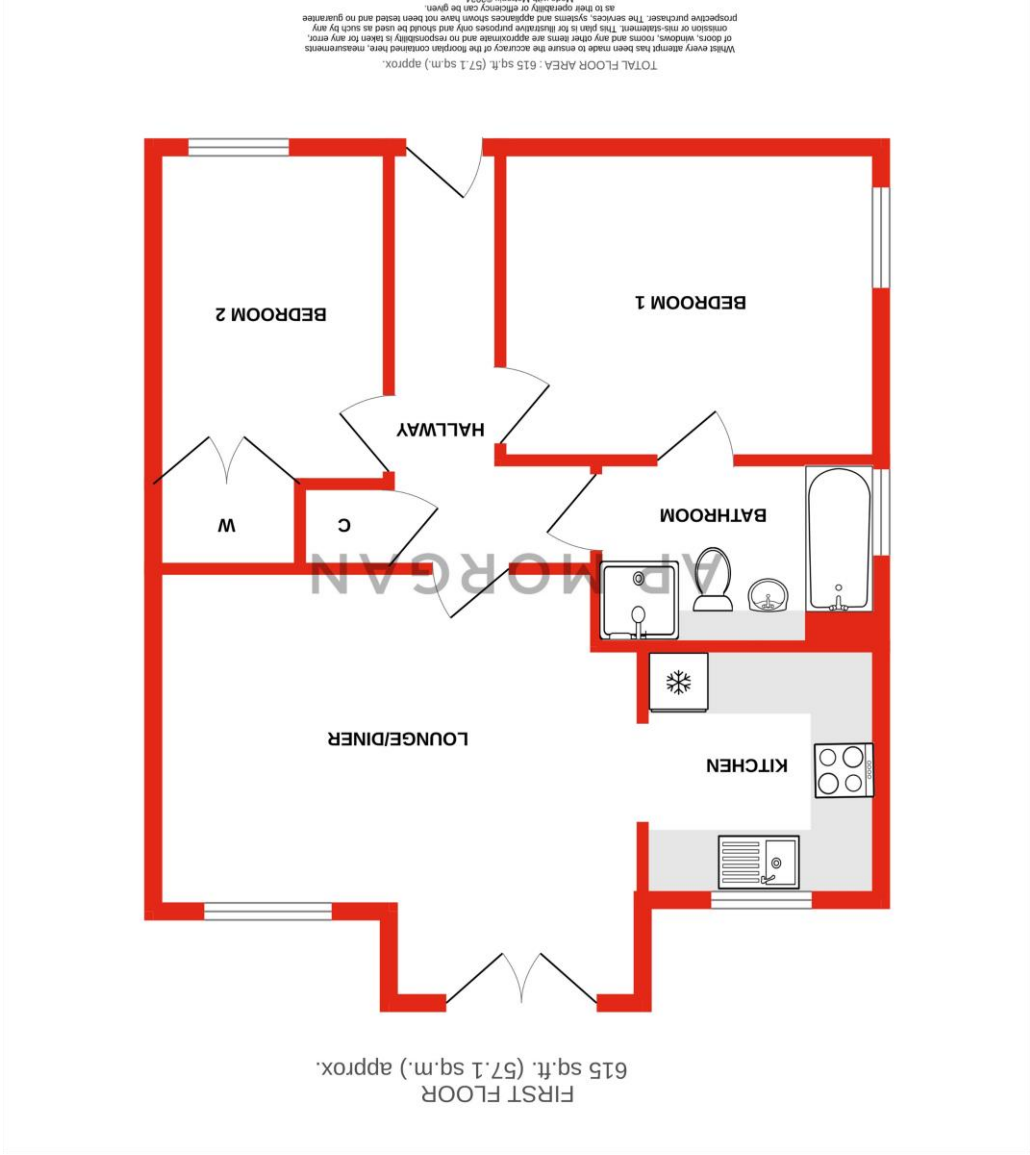 FIRST FLOOR
615 sq.ft. (57.1 sq.m.) approx.
KITCHEN
LOUNGE/DINER
AP MORGAN
BATHROOM
C
W
HALLWAY
BEDROOM 1
BEDROOM 2
TOTAL FLOOR AREA : 615 sq.ft. (57.1 sq.m.) approx.
Whilst every attempt has been made to ensure the accuracy of the floorplan contained here, measurements
of doors, windows, rooms and any other items are approximate and no responsibility is taken for any error,
omission or mis-statement. This plan is for illustrative purposes only and should be used as such by any
prospective purchaser. The services, systems and appliances shown have not been tested and no guarantee
as to their operability or efficiency can be given.
Made with Metropix ©2024